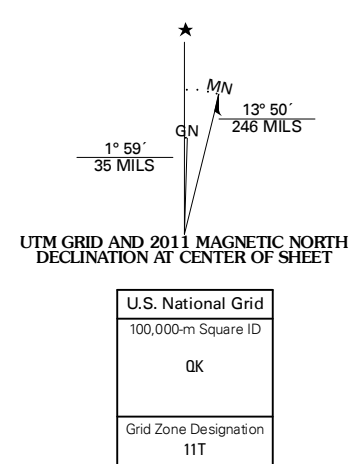 ★
MN
GN
13° 50´
246 MILS
1° 59´
35 MILS
UTM GRID AND 2011 MAGNETIC NORTH
DECLINATION AT CENTER OF SHEET
U.S. National Grid
100,000-m Square ID
QK
Grid Zone Designation
11T